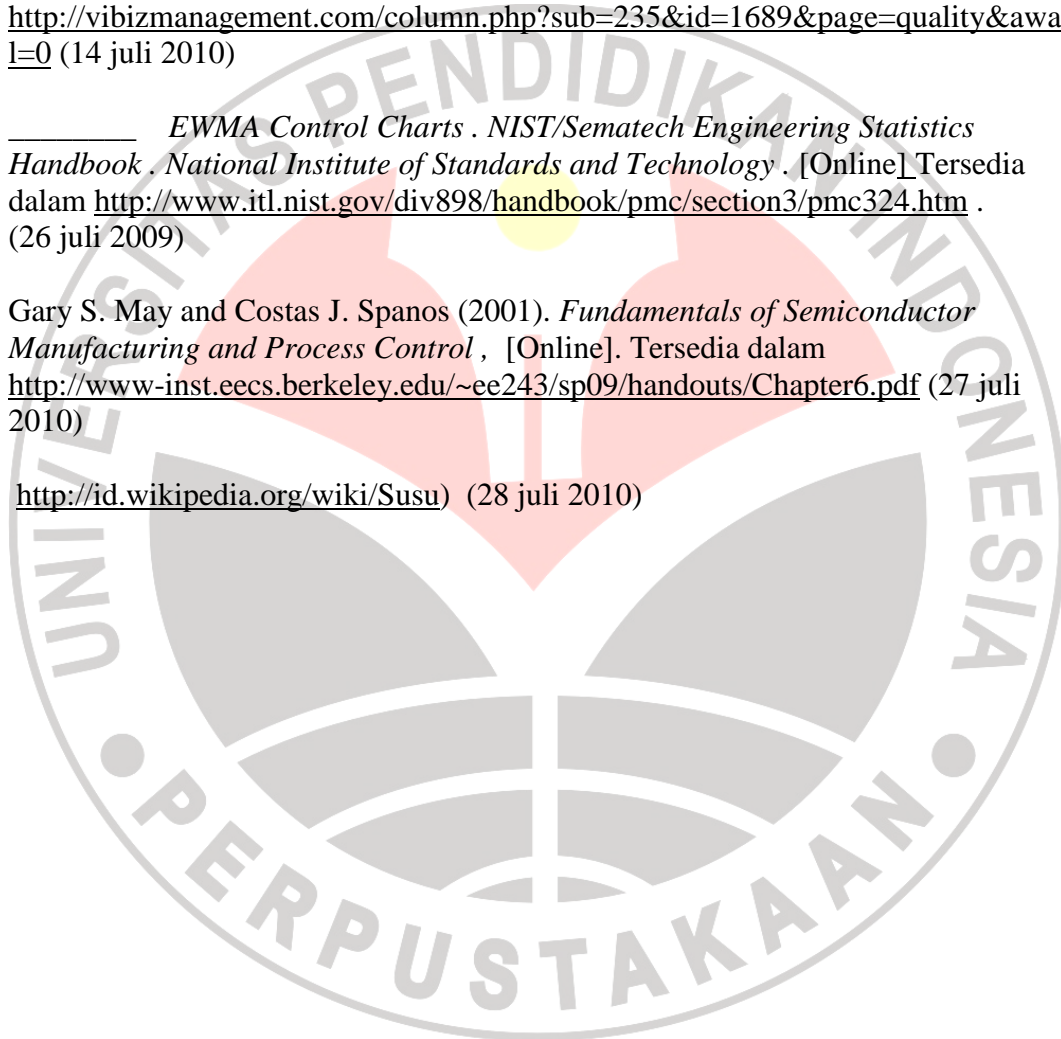 http://vibizmanagement.com/column.php?sub=235&id=1689&page=quality&awa
l=0 (14 juli 2010)
________ EWMA Control Charts . NIST/Sematech Engineering Statistics
Handbook . National Institute of Standards and Technology . [Online] Tersedia
dalam http://www.itl.nist.gov/div898/handbook/pmc/section3/pmc324.htm .
(26 juli 2009)
Gary S. May and Costas J. Spanos (2001). Fundamentals of Semiconductor
Manufacturing and Process Control , [Online]. Tersedia dalam
http://www-inst.eecs.berkeley.edu/~ee243/sp09/handouts/Chapter6.pdf (27 juli
2010)
http://id.wikipedia.org/wiki/Susu) (28 juli 2010)
UNIVERSITAS PENDIDIKAN INDONESIA
PERPUSTAKAAN